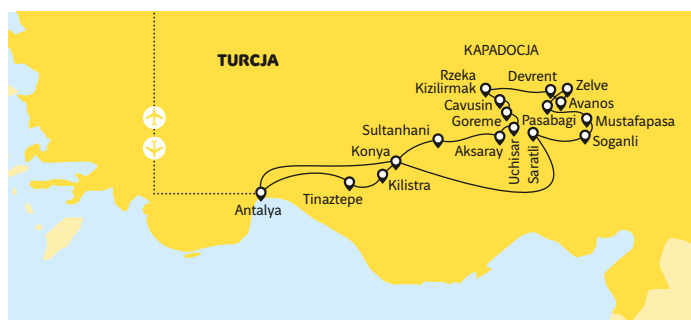 KAPADOCJA
TURCJA
Rzeka
Kizilirmak
Devrent
Zelve
Cavusin
Avanos
Goreme
Pasabagi
Mustafapasa
Sultanhani
Soganli
Aksaray
Uchisar
Saratli
Konya
Kilistra
Tinaztepe
Antalya